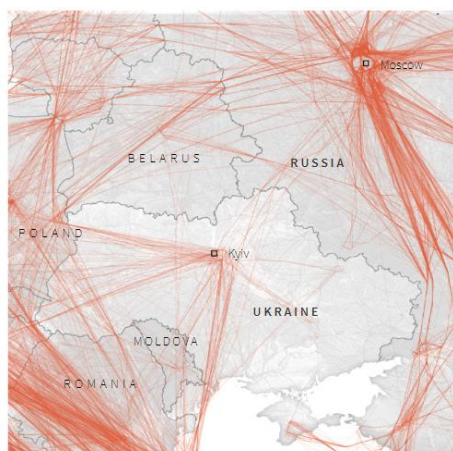 Moscow
BELARUS
RUSSIA
POLAND
Kyiv
UKRAINE
MOLDOVA
ROMANIA